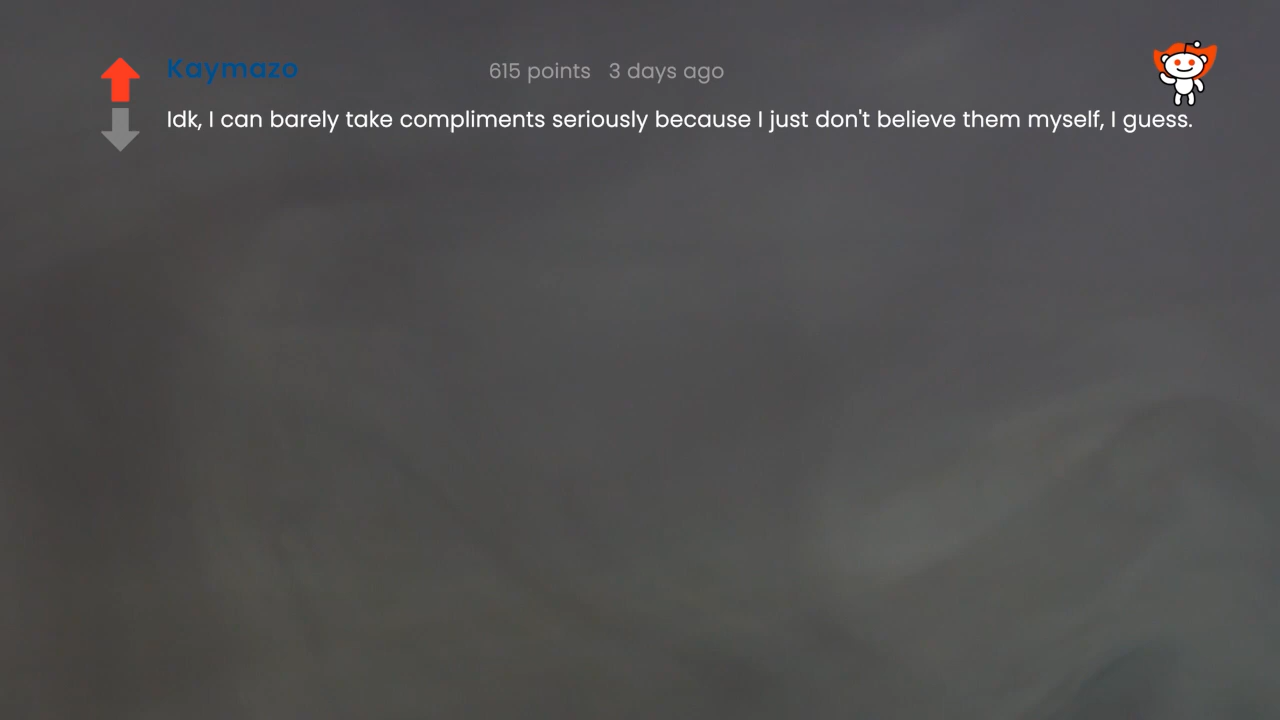 Kaymazo 615 points 3 days ago
Idk, I can barely take compliments seriously because I just don't believe them myself, I guess.